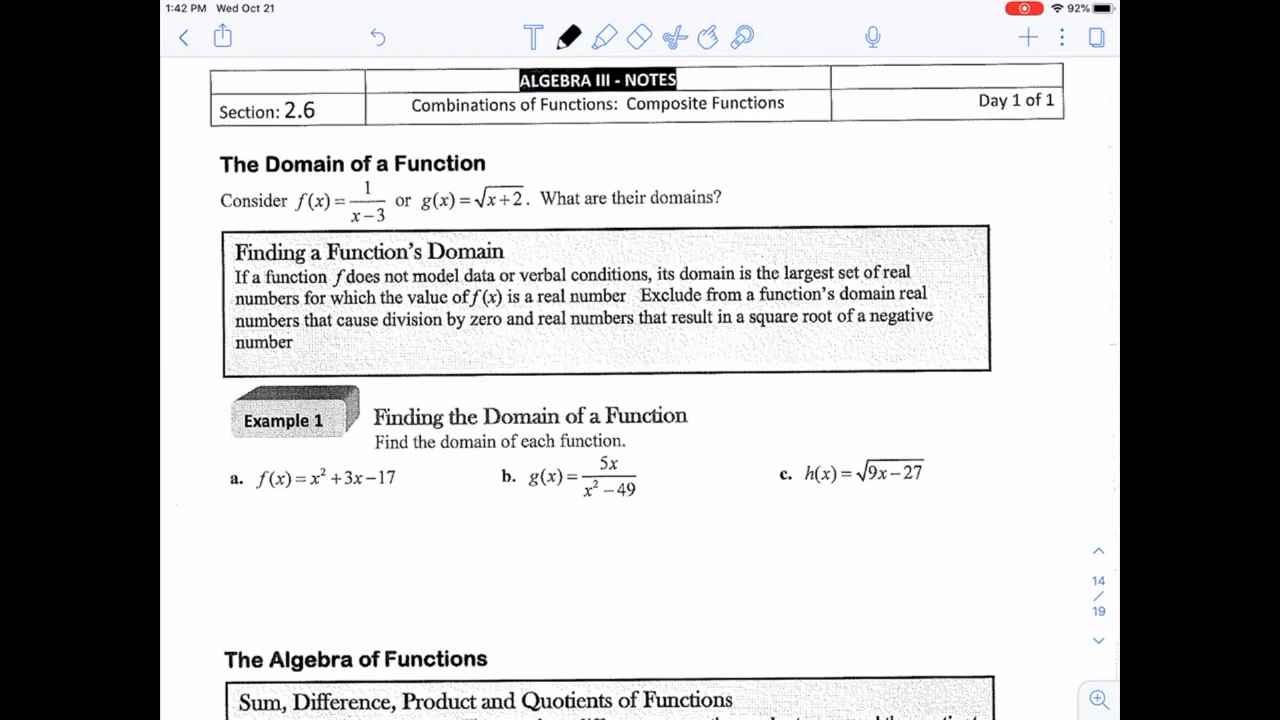 1:42 PM Wed Oct 21
92%
T
ALGEBRA III - NOTES
Section: 2.6
Combinations of Functions: Composite Functions
Day 1 of 1
The Domain of a Function
Consider f(x)=1/(x−3) or g(x)=√(x+2). What are their domains?
Finding a Function's Domain
If a function f does not model data or verbal conditions, its domain is the largest set of real
numbers for which the value of f(x) is a real number Exclude from a function's domain real
numbers that cause division by zero and real numbers that result in a square root of a negative
number
Example 1
Finding the Domain of a Function
Find the domain of each function.
a. f(x)=x²+3x−17
b. g(x)=5x/(x²−49)
c. h(x)=√(9x−27)
14
/
19
The Algebra of Functions
Sum, Difference, Product and Quotients of Functions